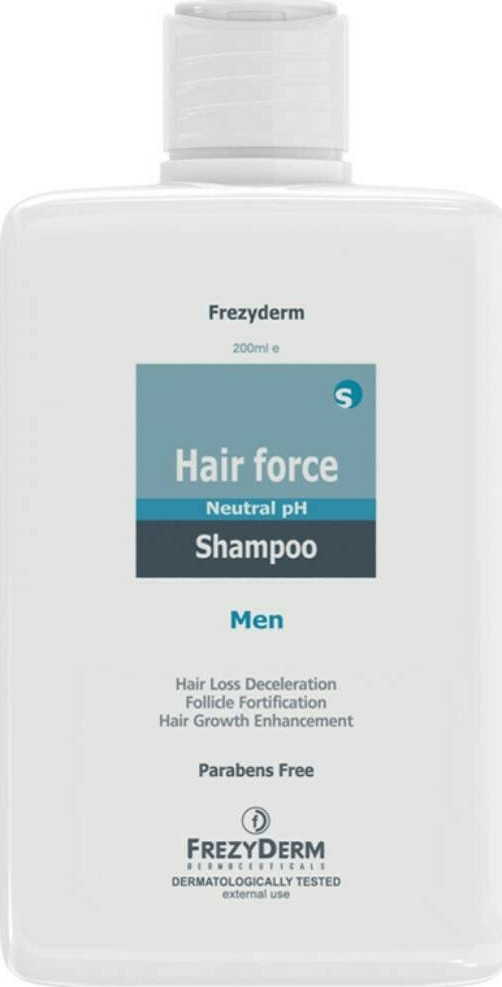 Frezyderm
200ml e
S
Hair force
Neutral pH
Shampoo
Men
Hair Loss Deceleration
Follicle Fortification
Hair Growth Enhancement
Parabens Free
f
FREZYDERM
DERMOCEUTICALS
DERMATOLOGICALLY TESTED
external use